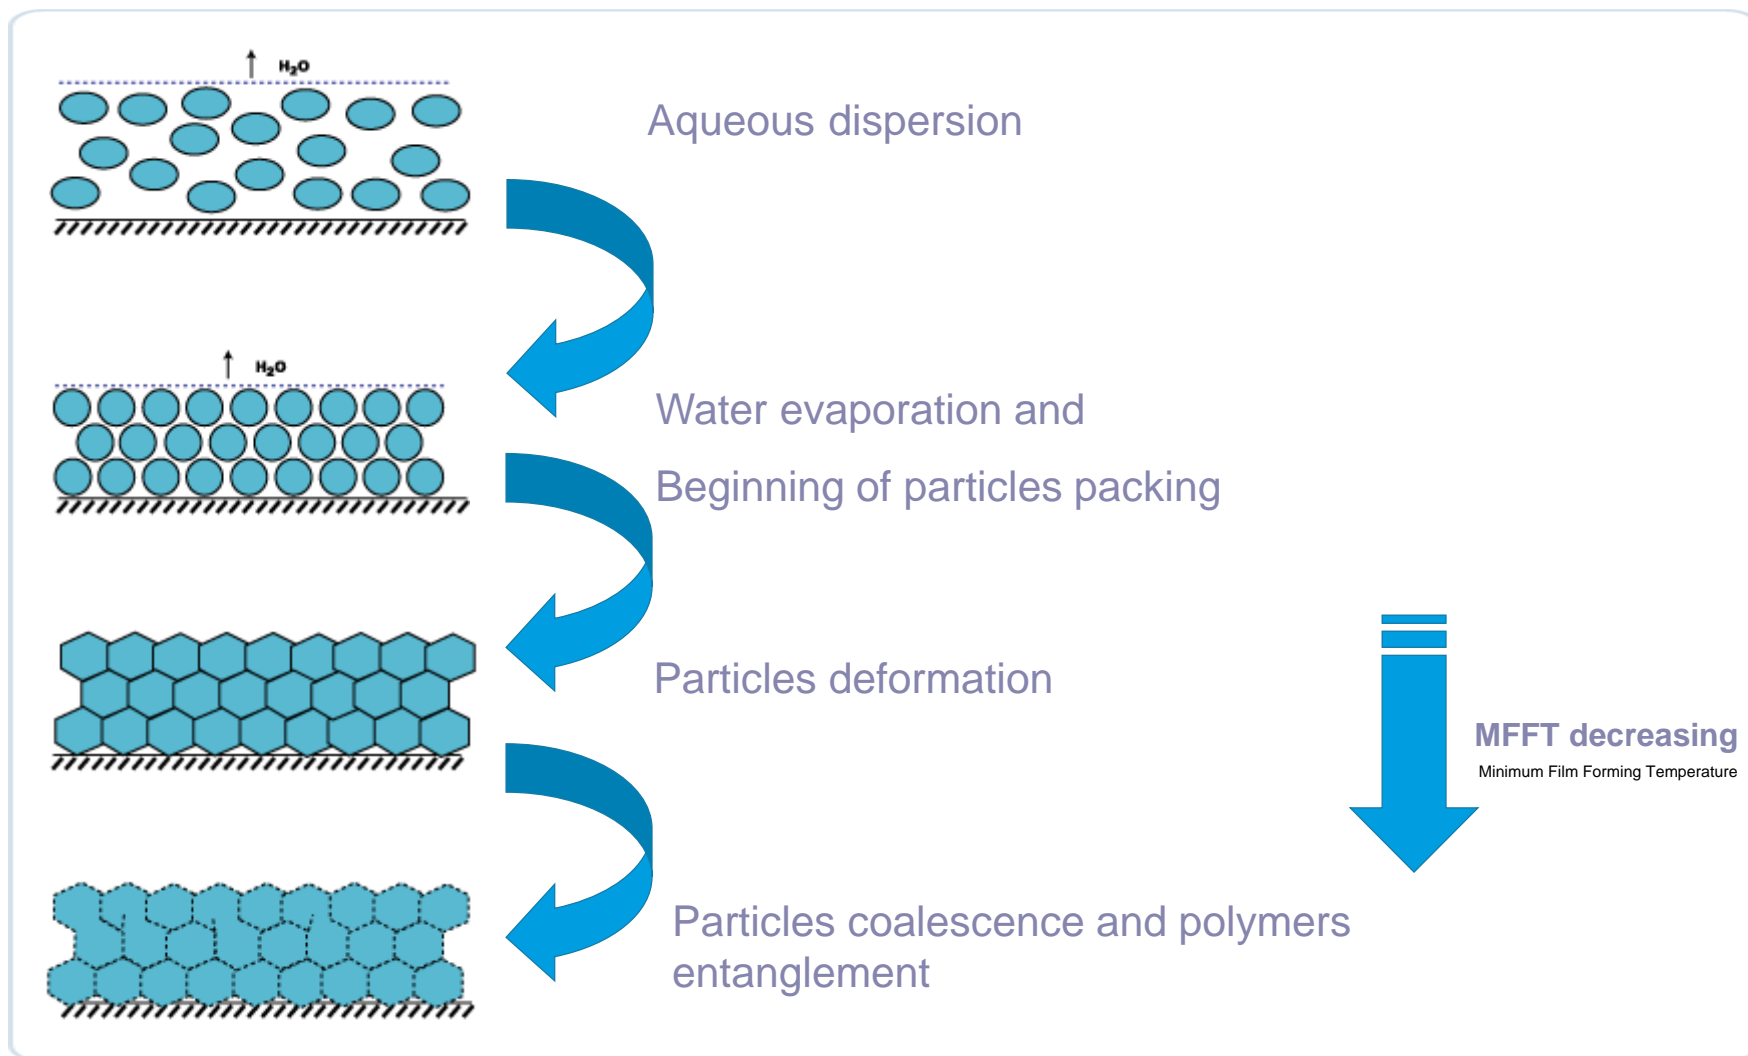 H₂O
Aqueous dispersion
H₂O
Water evaporation and
Beginning of particles packing
Particles deformation
MFFT decreasing
Minimum Film Forming Temperature
Particles coalescence and polymers
entanglement